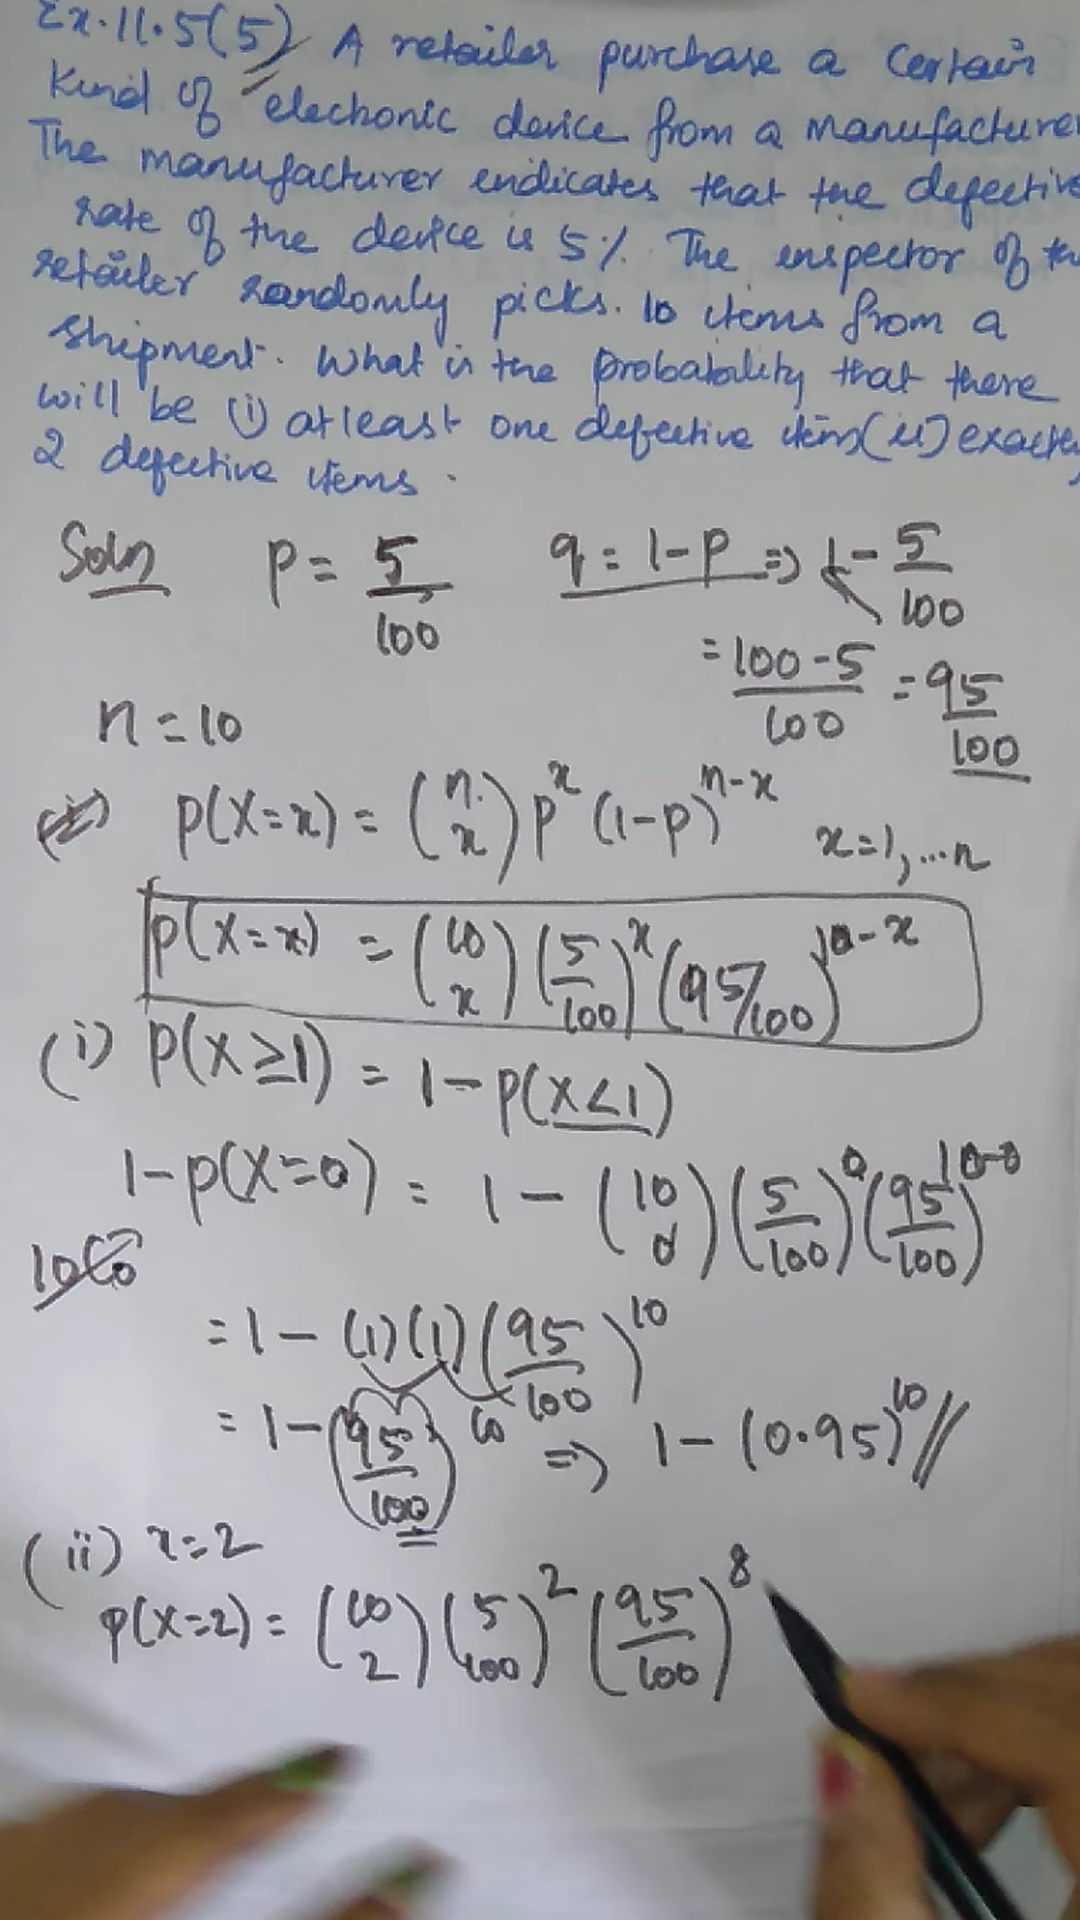 Ex.11.5(5) A retailer purchase a certain
kind of electronic device from a manufacturer
The manufacturer indicates that the defective
rate of the device is 5%. The inspector of the
retailer randomly picks. 10 items from a
shipment. What is the probability that there
will be (i) atleast one defective item (ii) exactly
2 defective items.
Soln p = 5/100 q = 1-p => 1 - 5/100
= 100-5/100 = 95/100
n = 10
(i) P(X=x) = (n x) p^x (1-p)^n-x x=1,...n
P(X=x) = (10 x) (5/100)^x (95/100)^10-x
(i) P(X≥1) = 1 - P(X<1)
1-P(X=0) = 1 - (10 0) (5/100)^0 (95/100)^10-0
10C0
= 1 - (1)(1) (95/100)^10
= 1 - (95/100)^10 => 1 - (0.95)^10 //
(ii) x=2
P(X=2) = (10 2) (5/100)^2 (95/100)^8